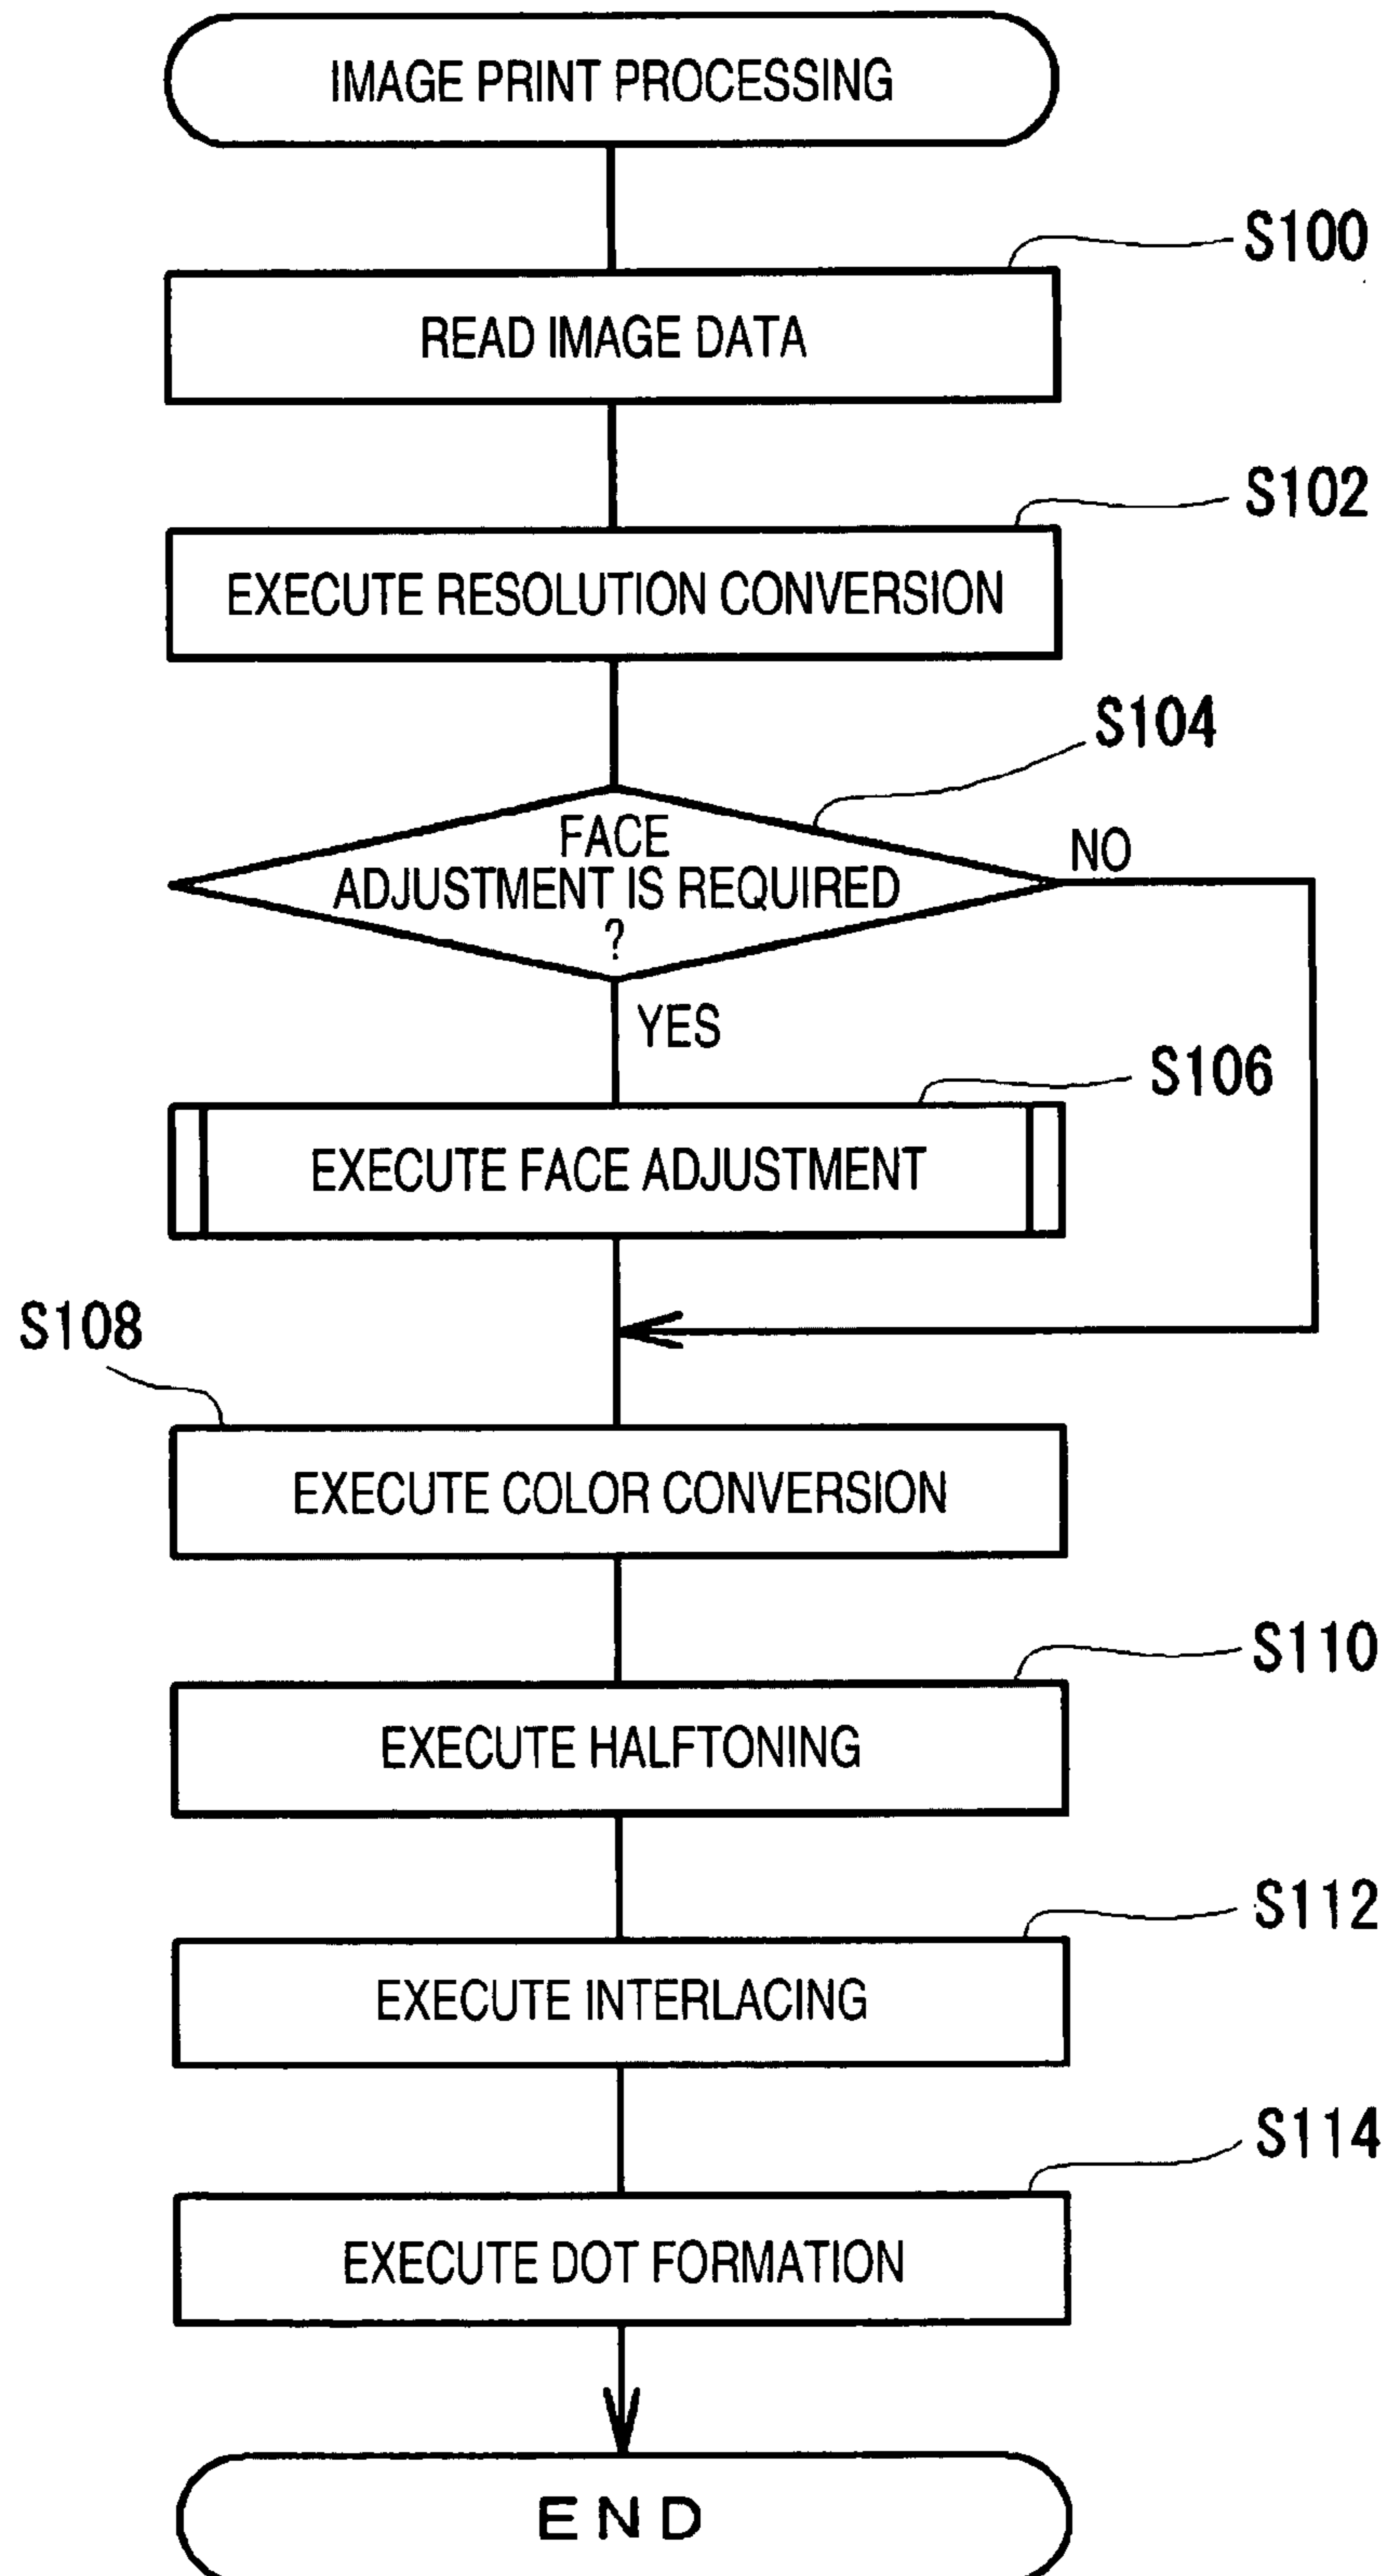 IMAGE PRINT PROCESSING
S100
READ IMAGE DATA
S102
EXECUTE RESOLUTION CONVERSION
S104
FACE
ADJUSTMENT IS REQUIRED
?
NO
YES
S106
EXECUTE FACE ADJUSTMENT
S108
EXECUTE COLOR CONVERSION
S110
EXECUTE HALFTONING
S112
EXECUTE INTERLACING
S114
EXECUTE DOT FORMATION
END